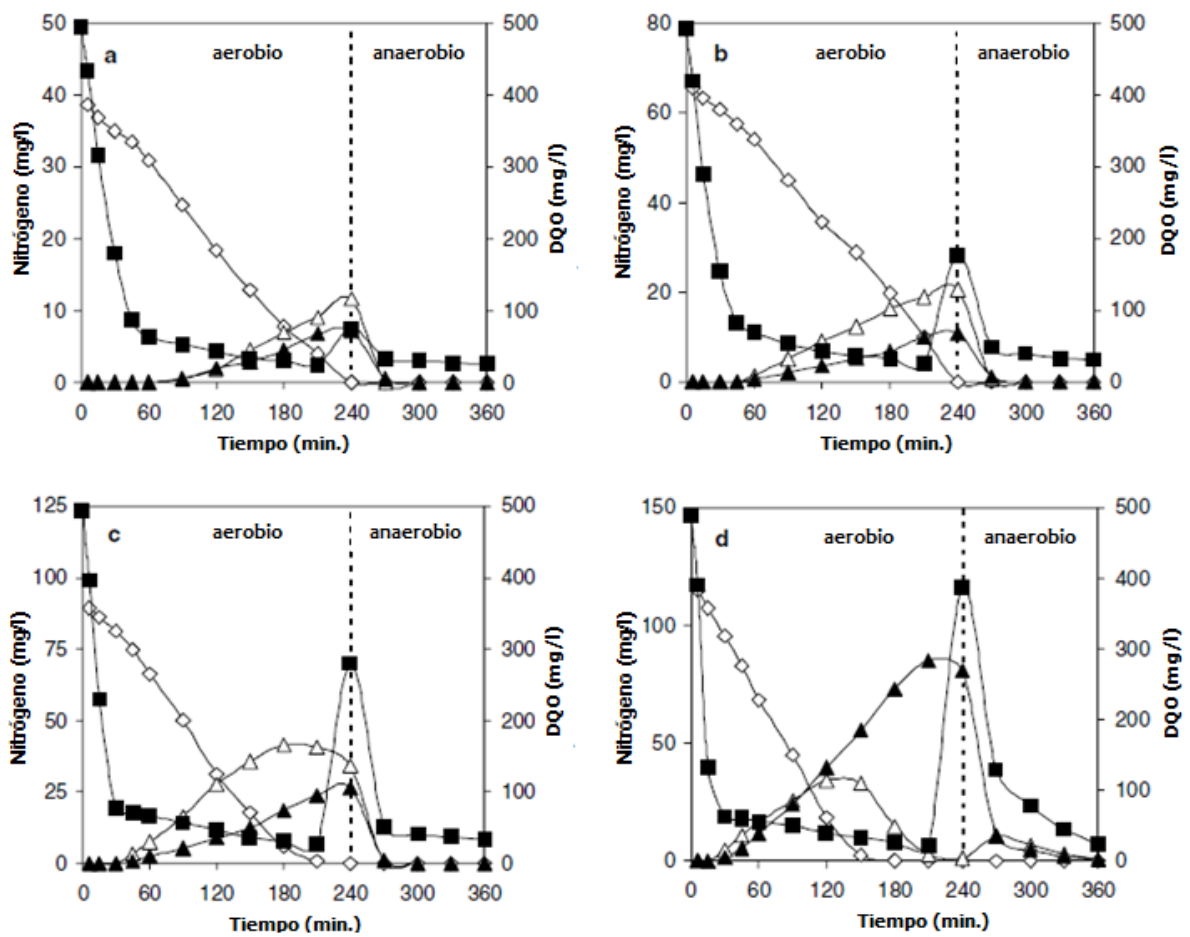 a
aerobio
anaerobio
Nitrógeno (mg/l)
50
40
30
20
10
0
DQO (mg/l)
500
400
300
200
100
0
0 60 120 180 240 300 360
Tiempo (min.)
b
aerobio
anaerobio
Nitrógeno (mg/l)
80
60
40
20
0
DQO (mg/l)
500
400
300
200
100
0
0 60 120 180 240 300 360
Tiempo (min.)
c
aerobio
anaerobio
Nitrógeno (mg/l)
125
100
75
50
25
0
DQO (mg/l)
500
400
300
200
100
0
0 60 120 180 240 300 360
Tiempo (min.)
d
aerobio
anaerobio
Nitrógeno (mg/l)
150
100
50
0
DQO (mg/l)
500
400
300
200
100
0
0 60 120 180 240 300 360
Tiempo (min.)